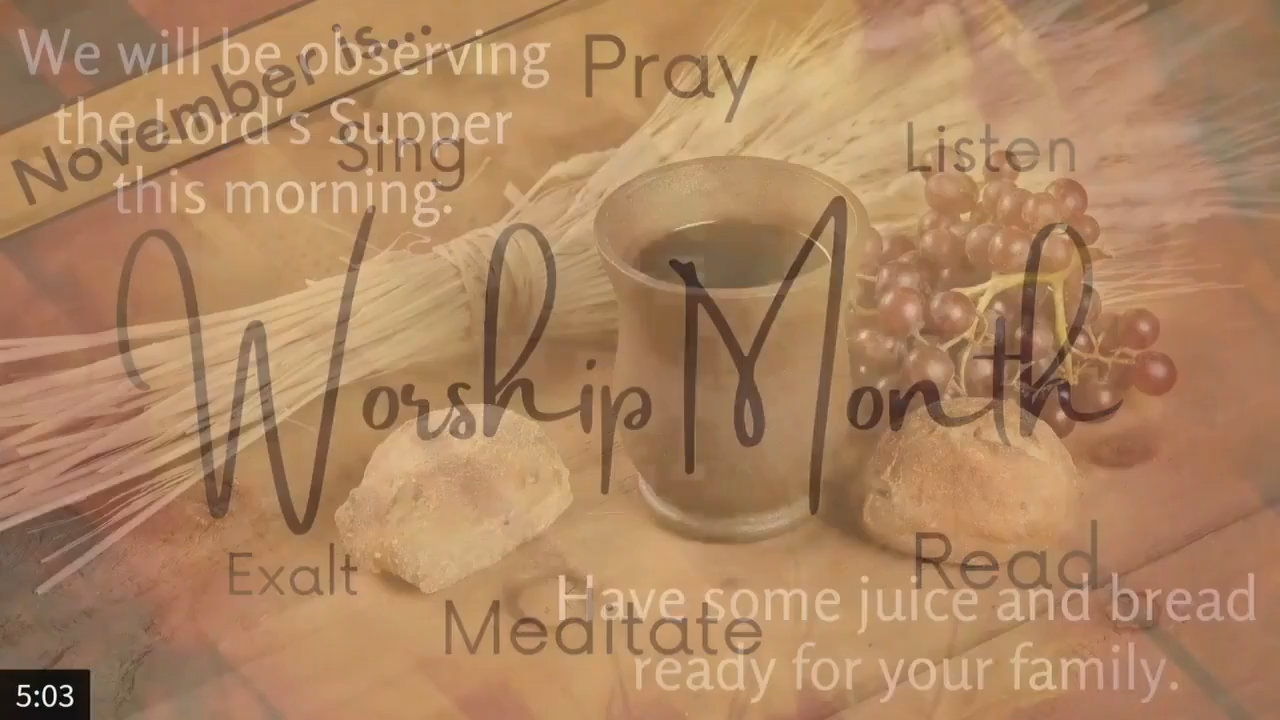 We will be observing
the Lord's Supper
this morning.
November is...
Pray
Sing
Listen
Worship Month
Exalt
Read
Meditate
Have some juice and bread
ready for your family.
5:03